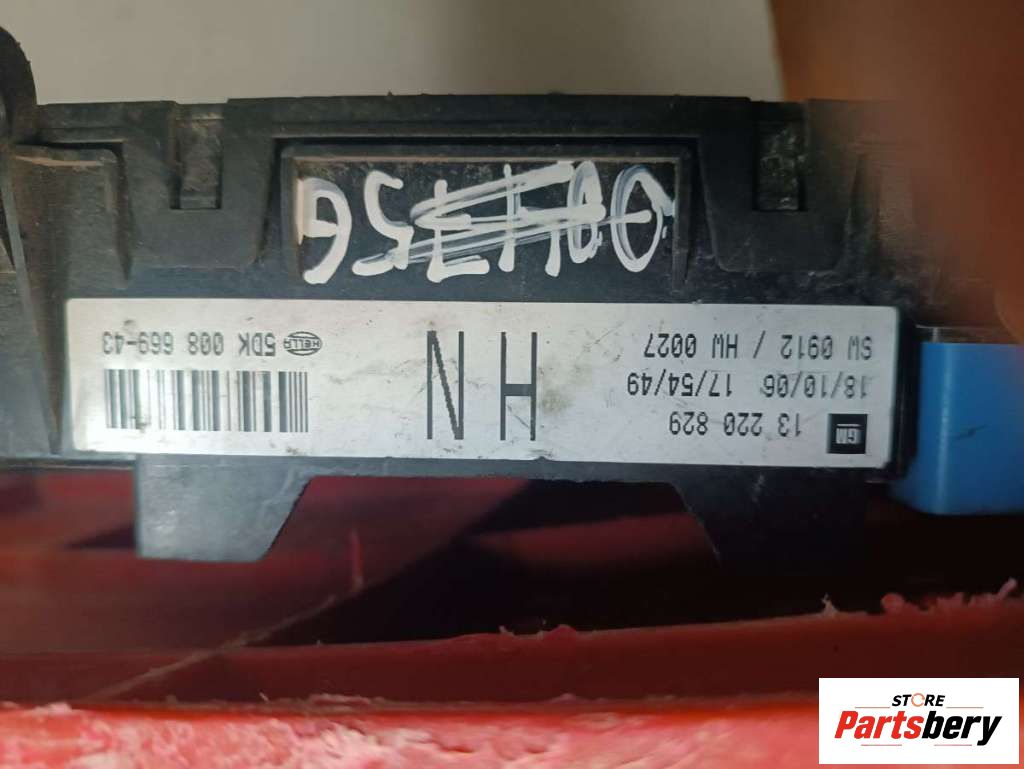 GM 13 220 829
18/10/06 17/54/49
SW 0912 / HW 0027
HN
HELLA 5DK 008 669-43
STORE
Partsbery